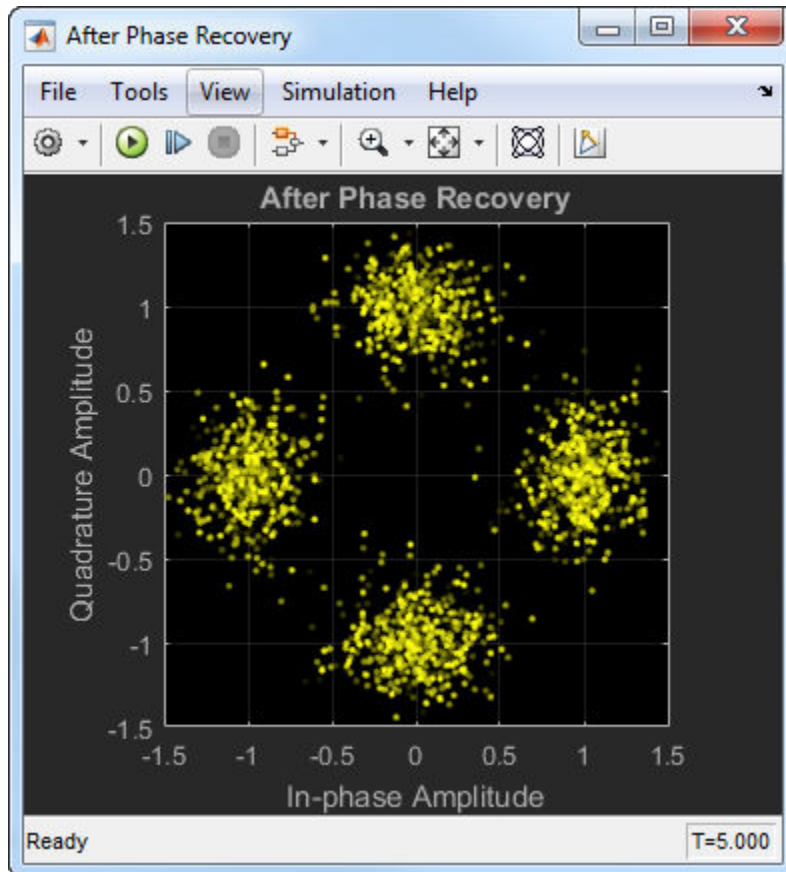 After Phase Recovery
File Tools View Simulation Help
After Phase Recovery
1.5
1
0.5
0
-0.5
-1
-1.5
Quadrature Amplitude
-1.5 -1 -0.5 0 0.5 1 1.5
In-phase Amplitude
Ready T=5.000